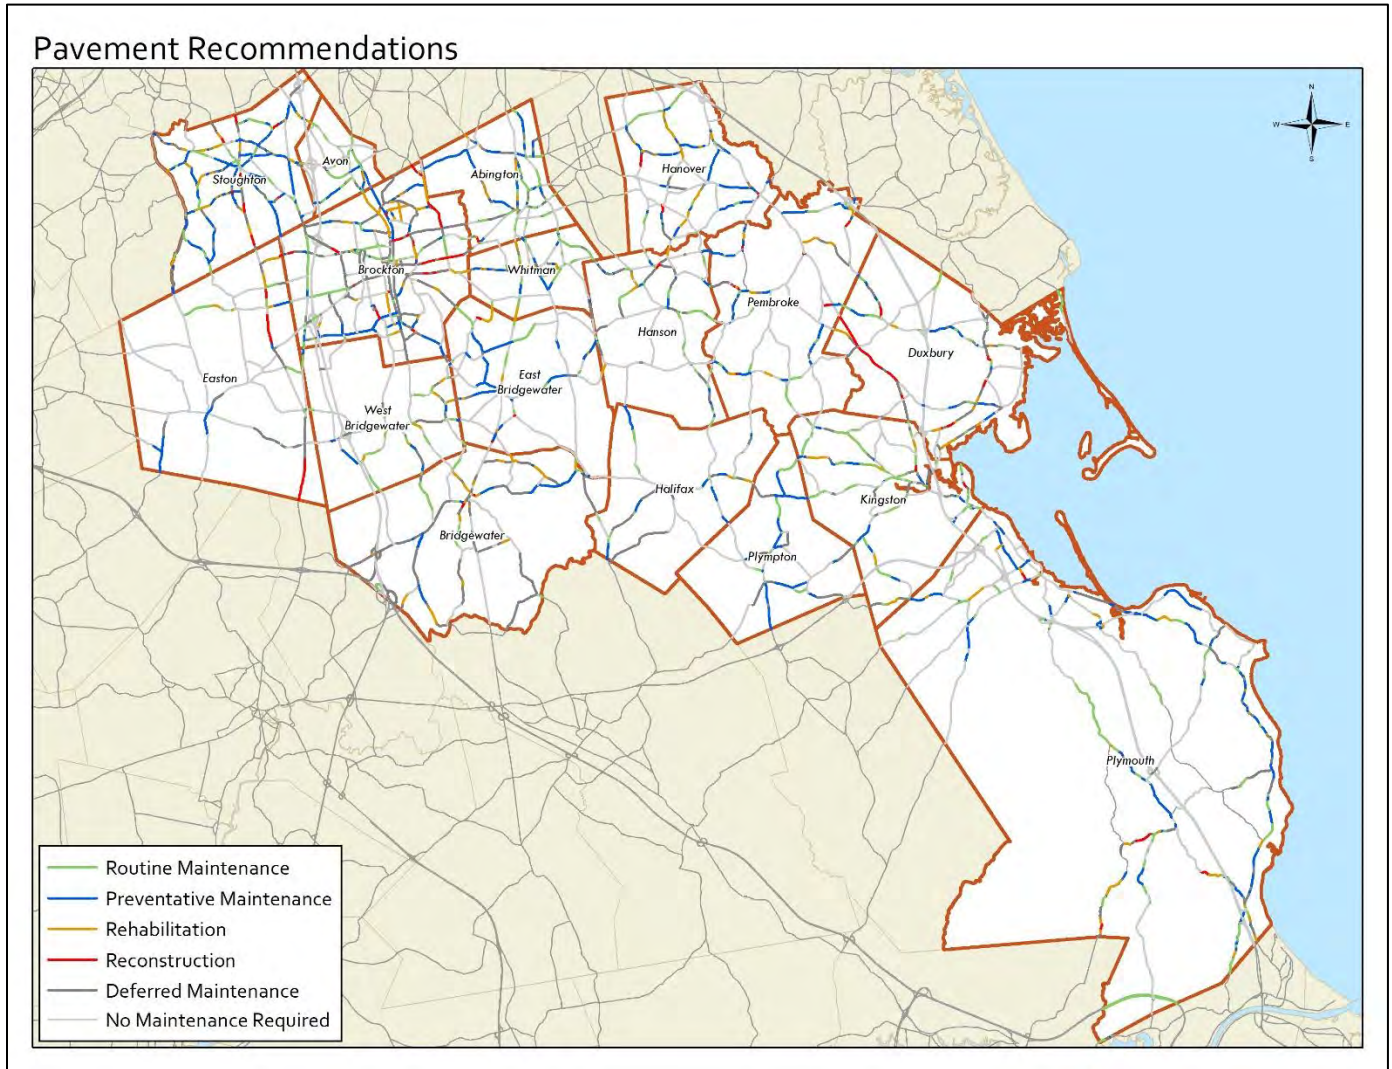 Pavement Recommendations
N
W E
S
Avon
Stoughton
Abington
Hanover
Brockton
Whitman
Pembroke
Hanson
Duxbury
Easton
East
Bridgewater
West
Bridgewater
Halifax
Kingston
Bridgewater
Plympton
Plymouth
Routine Maintenance
Preventative Maintenance
Rehabilitation
Reconstruction
Deferred Maintenance
No Maintenance Required